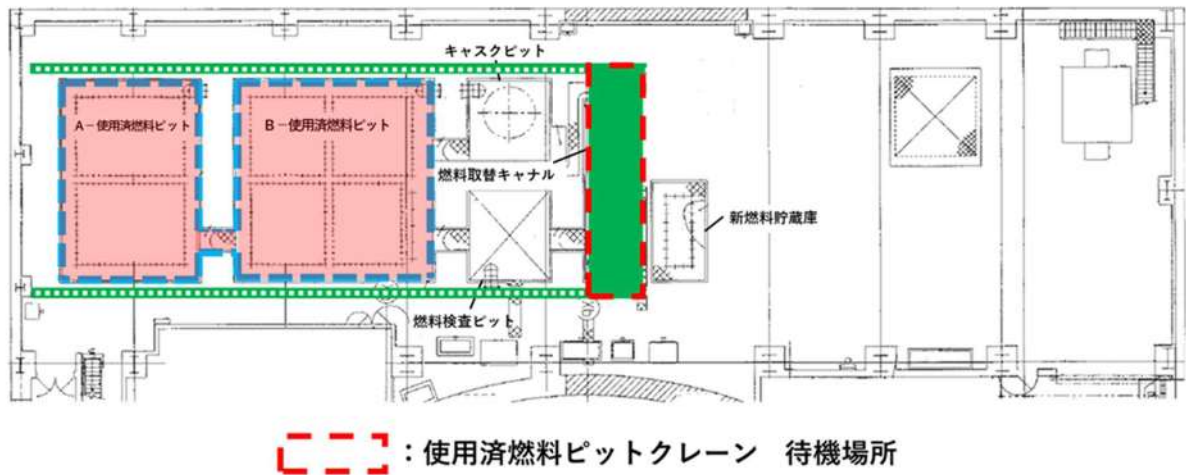 キャスクピット
A－使用済燃料ピット
B－使用済燃料ピット
燃料取替キャナル
新燃料貯蔵庫
燃料検査ピット
：使用済燃料ピットクレーン　待機場所